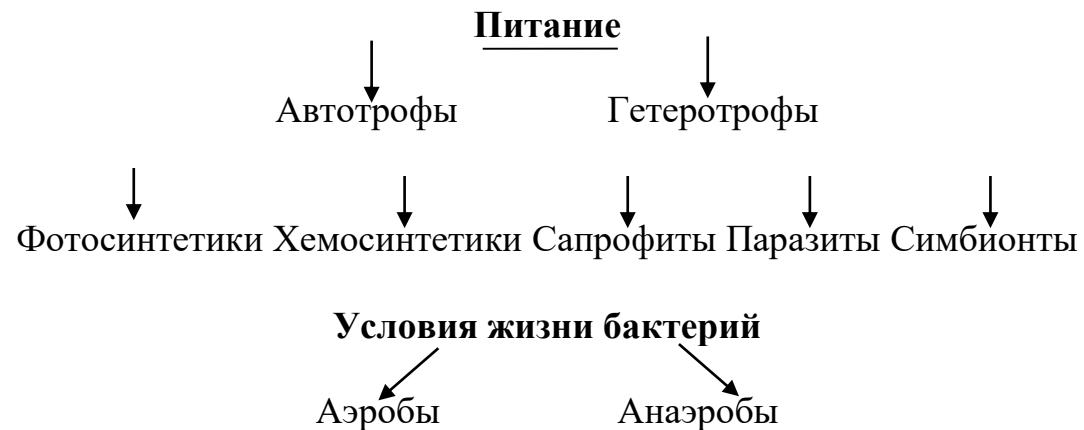 Питание
Автотрофы Гетеротрофы
Фотосинтетики Хемосинтетики Сапрофиты Паразиты Симбионты
Условия жизни бактерий
Аэробы Анаэробы